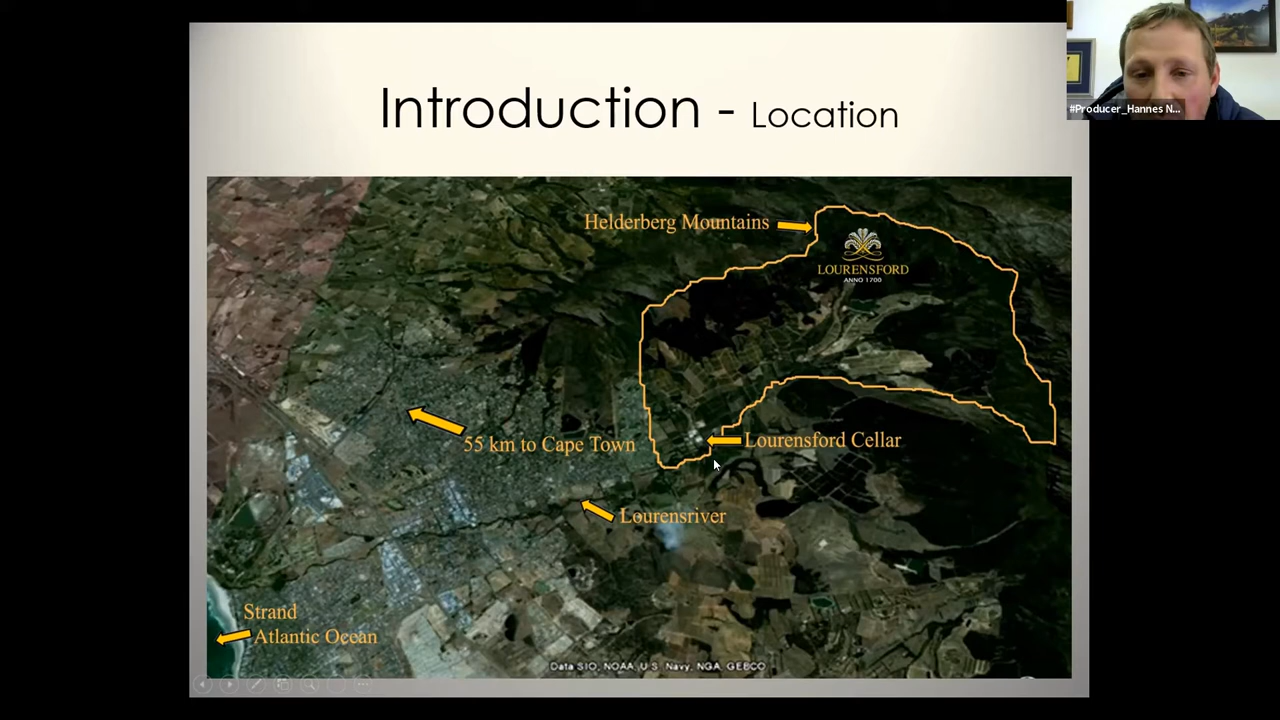 Introduction - Location
#Producer_Hannes N...
Helderberg Mountains
LOURENSFORD
ANNO 1700
55 km to Cape Town
Lourensford Cellar
Lourensriver
Strand
Atlantic Ocean
Data SIO, NOAA, U.S. Navy, NGA, GEBCO